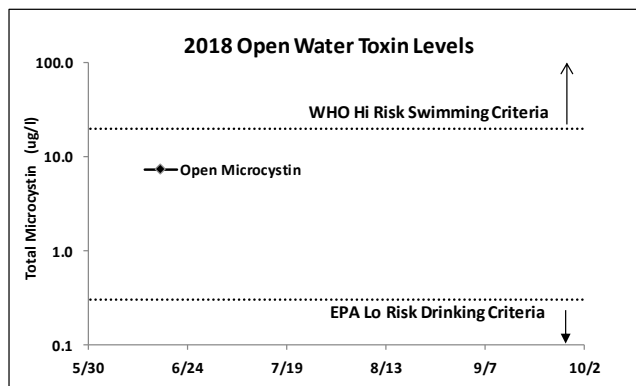 2018 Open Water Toxin Levels
100.0
WHO Hi Risk Swimming Criteria
10.0
Open Microcystin
Total Microcystin (ug/l)
1.0
EPA Lo Risk Drinking Criteria
0.1
5/30 6/24 7/19 8/13 9/7 10/2